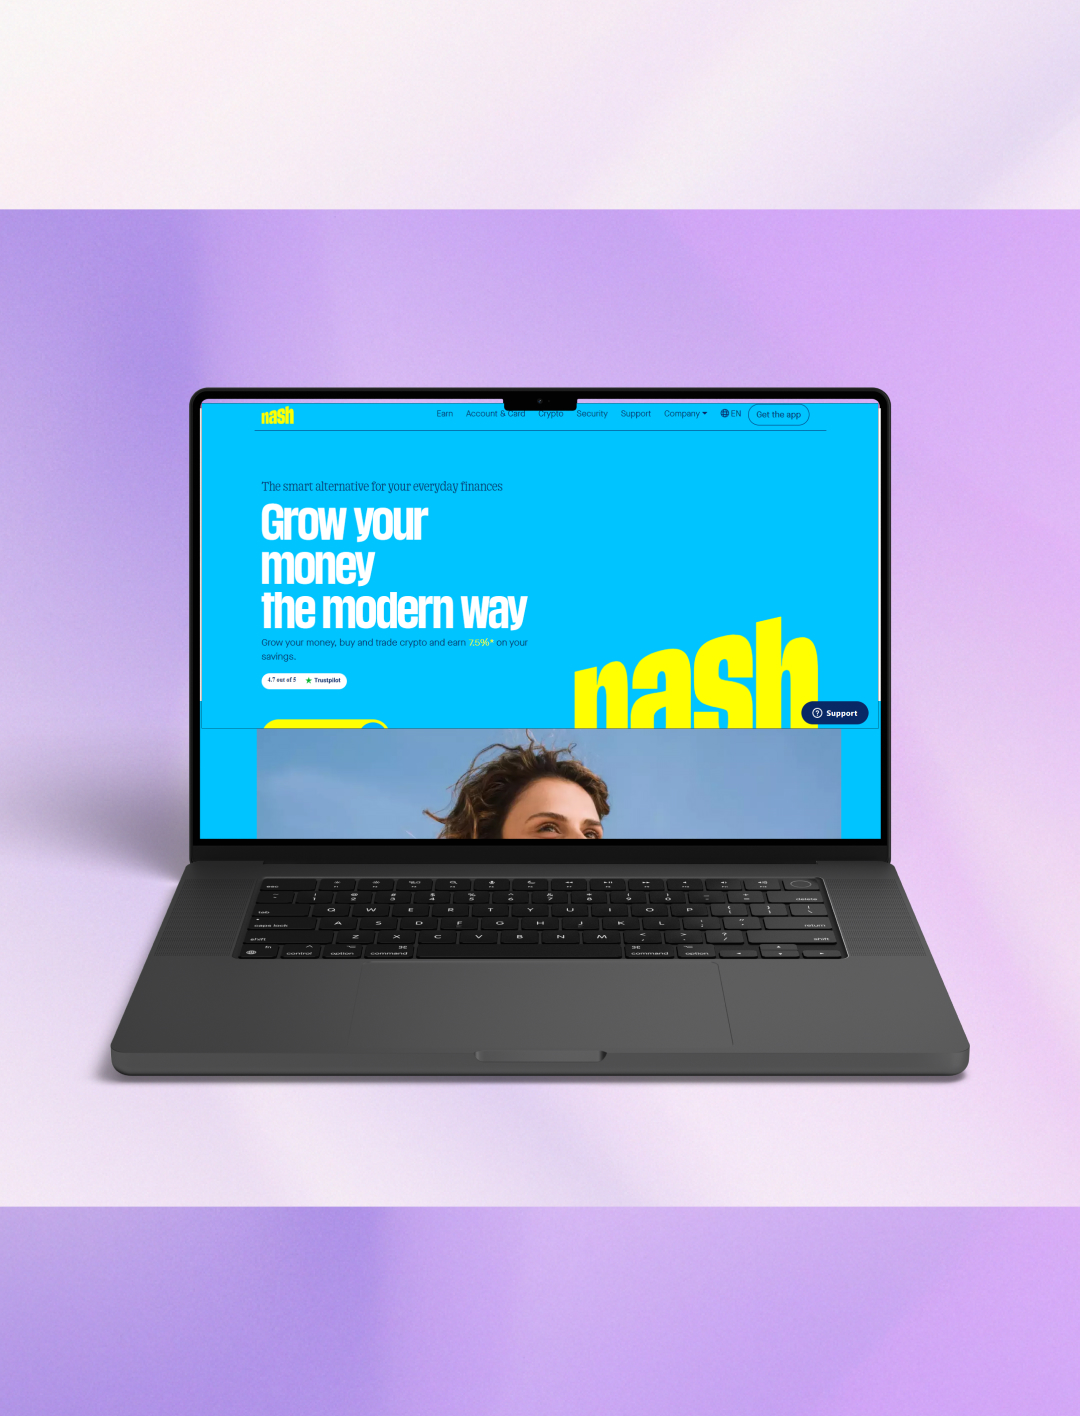 nash
Earn Account & Card Crypto Security Support Company EN Get the app
The smart alternative for your everyday finances
Grow your
money
the modern way
Grow your money, buy and trade crypto and earn 7.5%* on your
savings.
4.7 out of 5 Trustpilot
nash
Support
esc
delete
tab Q W E R T Y U I O P
caps lock A S D F G H J K L return
shift Z X C V B N M shift
fn control option command command option